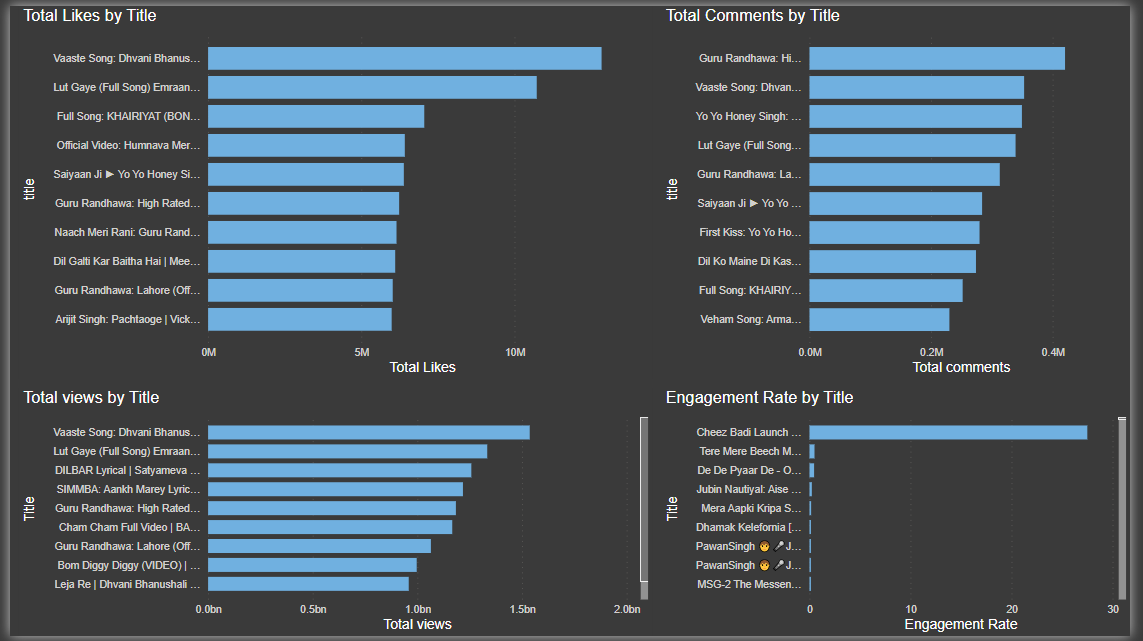 Total Likes by Title
Vaaste Song: Dhvani Bhanus...
Lut Gaye (Full Song) Emraan...
Full Song: KHAIRIYAT (BON...
Official Video: Humnava Mer...
Saiyaan Ji ► Yo Yo Honey Si...
Guru Randhawa: High Rated...
Naach Meri Rani: Guru Rand...
Dil Galti Kar Baitha Hai | Mee...
Guru Randhawa: Lahore (Off...
Arijit Singh: Pachtaoge | Vick...
title
0M 5M 10M
Total Likes
Total Comments by Title
Guru Randhawa: Hi...
Vaaste Song: Dhvan...
Yo Yo Honey Singh: ...
Lut Gaye (Full Song...
Guru Randhawa: La...
Saiyaan Ji ► Yo Yo ...
First Kiss: Yo Yo Ho...
Dil Ko Maine Di Kas...
Full Song: KHAIRIY...
Veham Song: Arma...
title
0.0M 0.2M 0.4M
Total comments
Total views by Title
Vaaste Song: Dhvani Bhanus...
Lut Gaye (Full Song) Emraan...
DILBAR Lyrical | Satyameva ...
SIMMBA: Aankh Marey Lyric...
Guru Randhawa: High Rated...
Cham Cham Full Video | BA...
Guru Randhawa: Lahore (Off...
Bom Diggy Diggy (VIDEO) | ...
Leja Re | Dhvani Bhanushali ...
Title
0.0bn 0.5bn 1.0bn 1.5bn 2.0bn
Total views
Engagement Rate by Title
Cheez Badi Launch ...
Tere Mere Beech M...
De De Pyaar De - O...
Jubin Nautiyal: Aise ...
Mera Aapki Kripa S...
Dhamak Kelefornia [...
PawanSingh 👨🎤J...
PawanSingh 👨🎤J...
MSG-2 The Messen...
Title
0 10 20 30
Engagement Rate